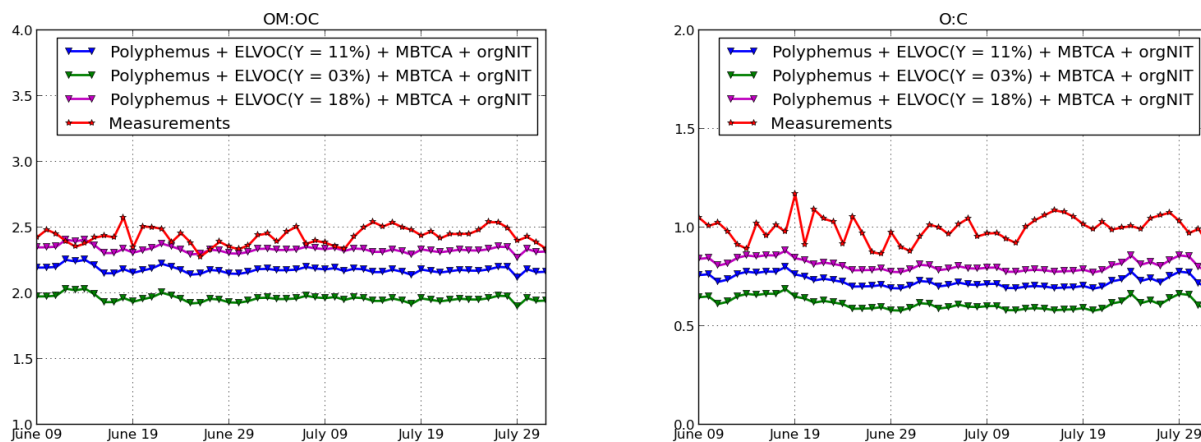 OM:OC
4.0
3.5
3.0
2.5
2.0
1.5
1.0
Polyphemus + ELVOC(Y = 11%) + MBTCA + orgNIT
Polyphemus + ELVOC(Y = 03%) + MBTCA + orgNIT
Polyphemus + ELVOC(Y = 18%) + MBTCA + orgNIT
Measurements
June 09 June 19 June 29 July 09 July 19 July 29
O:C
2.0
1.5
1.0
0.5
0.0
Polyphemus + ELVOC(Y = 11%) + MBTCA + orgNIT
Polyphemus + ELVOC(Y = 03%) + MBTCA + orgNIT
Polyphemus + ELVOC(Y = 18%) + MBTCA + orgNIT
Measurements
June 09 June 19 June 29 July 09 July 19 July 29